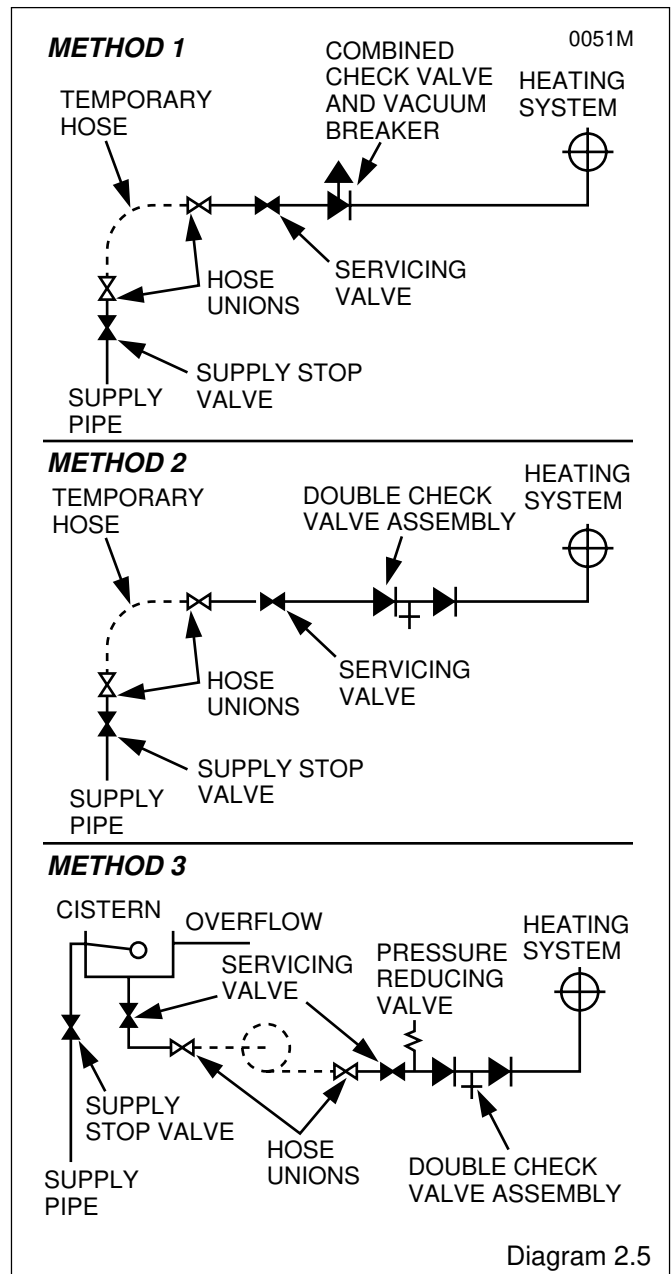 METHOD 1
0051M
COMBINED
CHECK VALVE
AND VACUUM
BREAKER
HEATING
SYSTEM
TEMPORARY
HOSE
HOSE
UNIONS
SERVICING
VALVE
SUPPLY STOP
VALVE
SUPPLY
PIPE
METHOD 2
TEMPORARY
HOSE
DOUBLE CHECK
VALVE ASSEMBLY
HEATING
SYSTEM
HOSE
UNIONS
SERVICING
VALVE
SUPPLY STOP
VALVE
SUPPLY
PIPE
METHOD 3
CISTERN
OVERFLOW
SERVICING
VALVE
PRESSURE
REDUCING
VALVE
HEATING
SYSTEM
SUPPLY
STOP VALVE
HOSE
UNIONS
DOUBLE CHECK
VALVE ASSEMBLY
SUPPLY
PIPE
Diagram 2.5